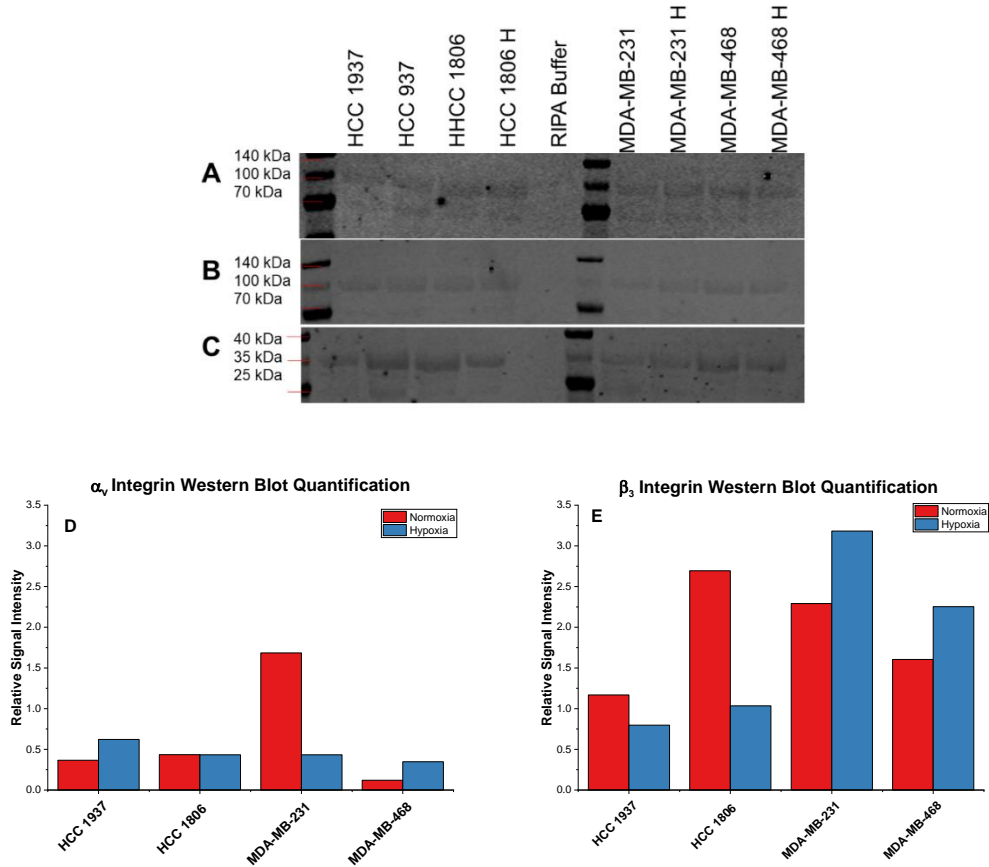 HCC 1937
HCC 937
HHCC 1806
HCC 1806 H
RIPA Buffer
MDA-MB-231
MDA-MB-231 H
MDA-MB-468
MDA-MB-468 H
A
140 kDa
100 kDa
70 kDa
B
140 kDa
100 kDa
70 kDa
C
40 kDa
35 kDa
25 kDa
αv Integrin Western Blot Quantification
D
Normoxia
Hypoxia
Relative Signal Intensity
3.5
3.0
2.5
2.0
1.5
1.0
0.5
0.0
HCC 1937
HCC 1806
MDA-MB-231
MDA-MB-468
β3 Integrin Western Blot Quantification
E
Normoxia
Hypoxia
Relative Signal Intensity
3.5
3.0
2.5
2.0
1.5
1.0
0.5
0.0
HCC 1937
HCC 1806
MDA-MB-231
MDA-MB-468